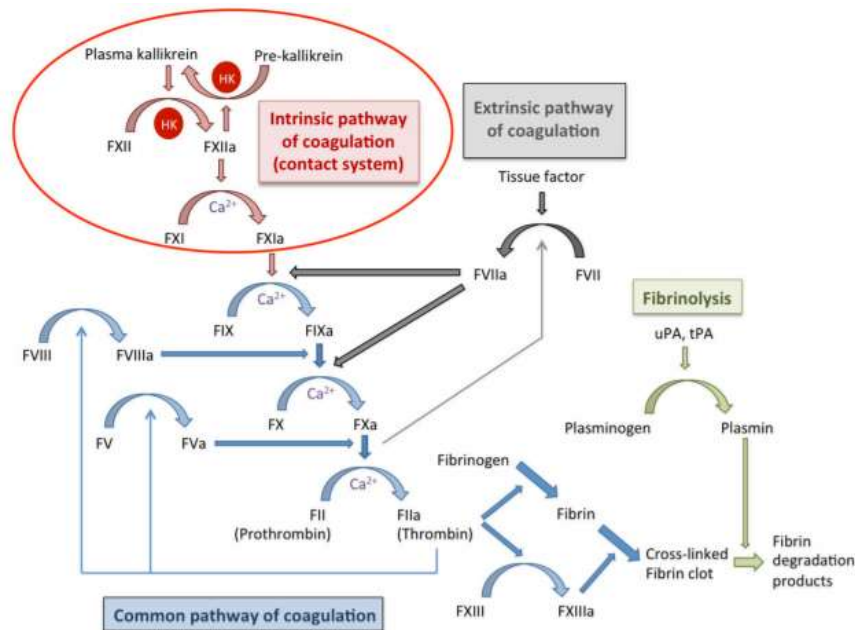 Plasma kallikrein
Pre-kallikrein
HK
HK
FXII
FXIIa
Intrinsic pathway
of coagulation
(contact system)
Extrinsic pathway
of coagulation
Tissue factor
Ca²⁺
FXI
FXIa
FVIIa
FVII
Ca²⁺
FIX
FIXa
Fibrinolysis
uPA, tPA
FVIII
FVIIIa
Ca²⁺
FX
FXa
Plasminogen
Plasmin
FV
FVa
Ca²⁺
Fibrinogen
FII
(Prothrombin)
FIIa
(Thrombin)
Fibrin
Cross-linked
Fibrin clot
Fibrin
degradation
products
FXIII
FXIIIa
Common pathway of coagulation